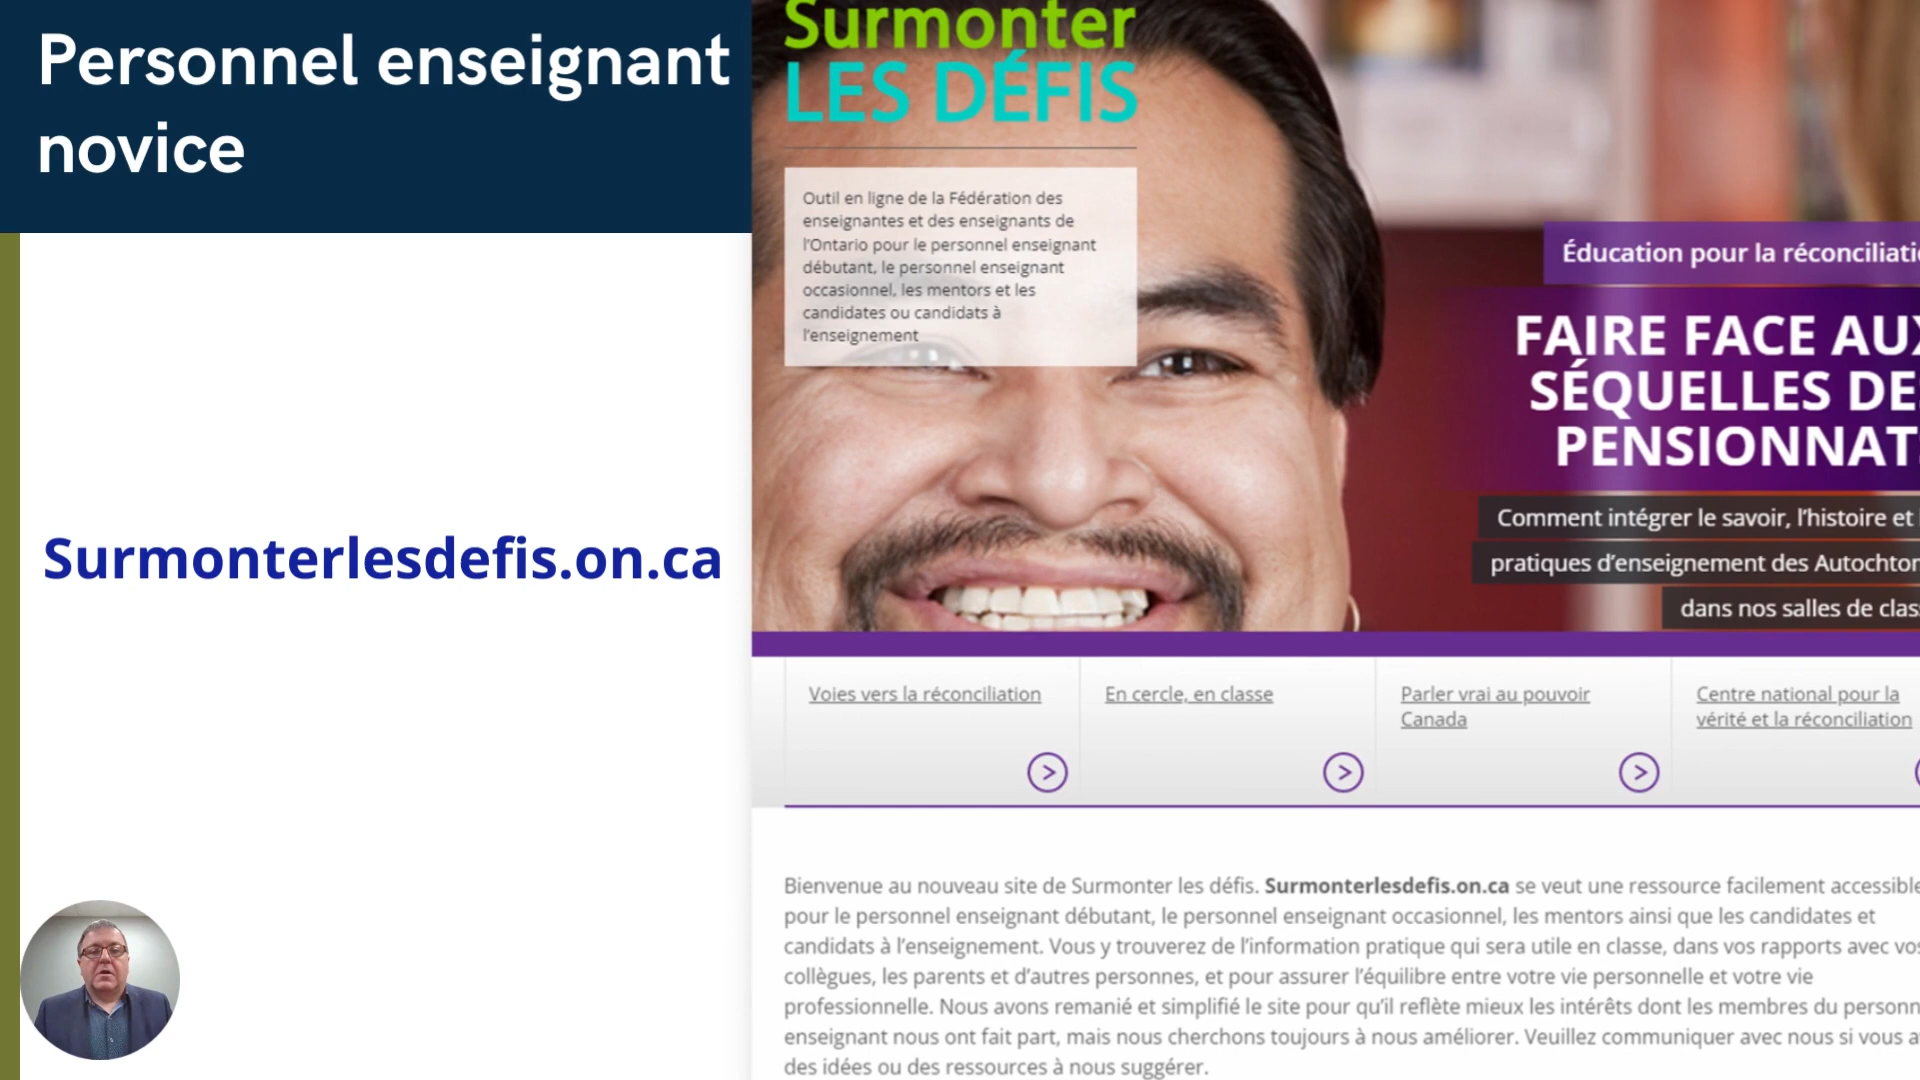 Personnel enseignant
novice
Surmonterlesdefis.on.ca
Surmonter
LES DÉFIS
Outil en ligne de la Fédération des
enseignantes et des enseignants de
l'Ontario pour le personnel enseignant
débutant, le personnel enseignant
occasionnel, les mentors et les
candidates ou candidats à
l'enseignement
Éducation pour la
FAIRE FACE
SÉQUELLES
Comment intégrer le savoir, l'histoire et
pratiques d'enseignement des
dans nos salles de
Voies vers la réconciliation
En cercle, en classe
Parler vrai au pouvoir
Canada
Centre national pour la
vérité et la réconciliation
Bienvenue au nouveau site de Surmonter les défis. Surmonterlesdefis.on.ca se veut une ressource facilement
pour le personnel enseignant débutant, le personnel enseignant occasionnel, les mentors ainsi que les candidates et
candidats à l'enseignement. Vous y trouverez de l'information pratique qui sera utile en classe, dans vos rapports avec
collègues, les parents et d'autres personnes, et pour assurer l'équilibre entre votre vie personnelle et votre vie
professionnelle. Nous avons remanié et simplifié le site pour qu'il reflète mieux les intérêts dont les membres du
enseignant nous ont fait part, mais nous cherchons toujours à nous améliorer. Veuillez communiquer avec nous si vous
des idées ou des ressources à nous suggérer.